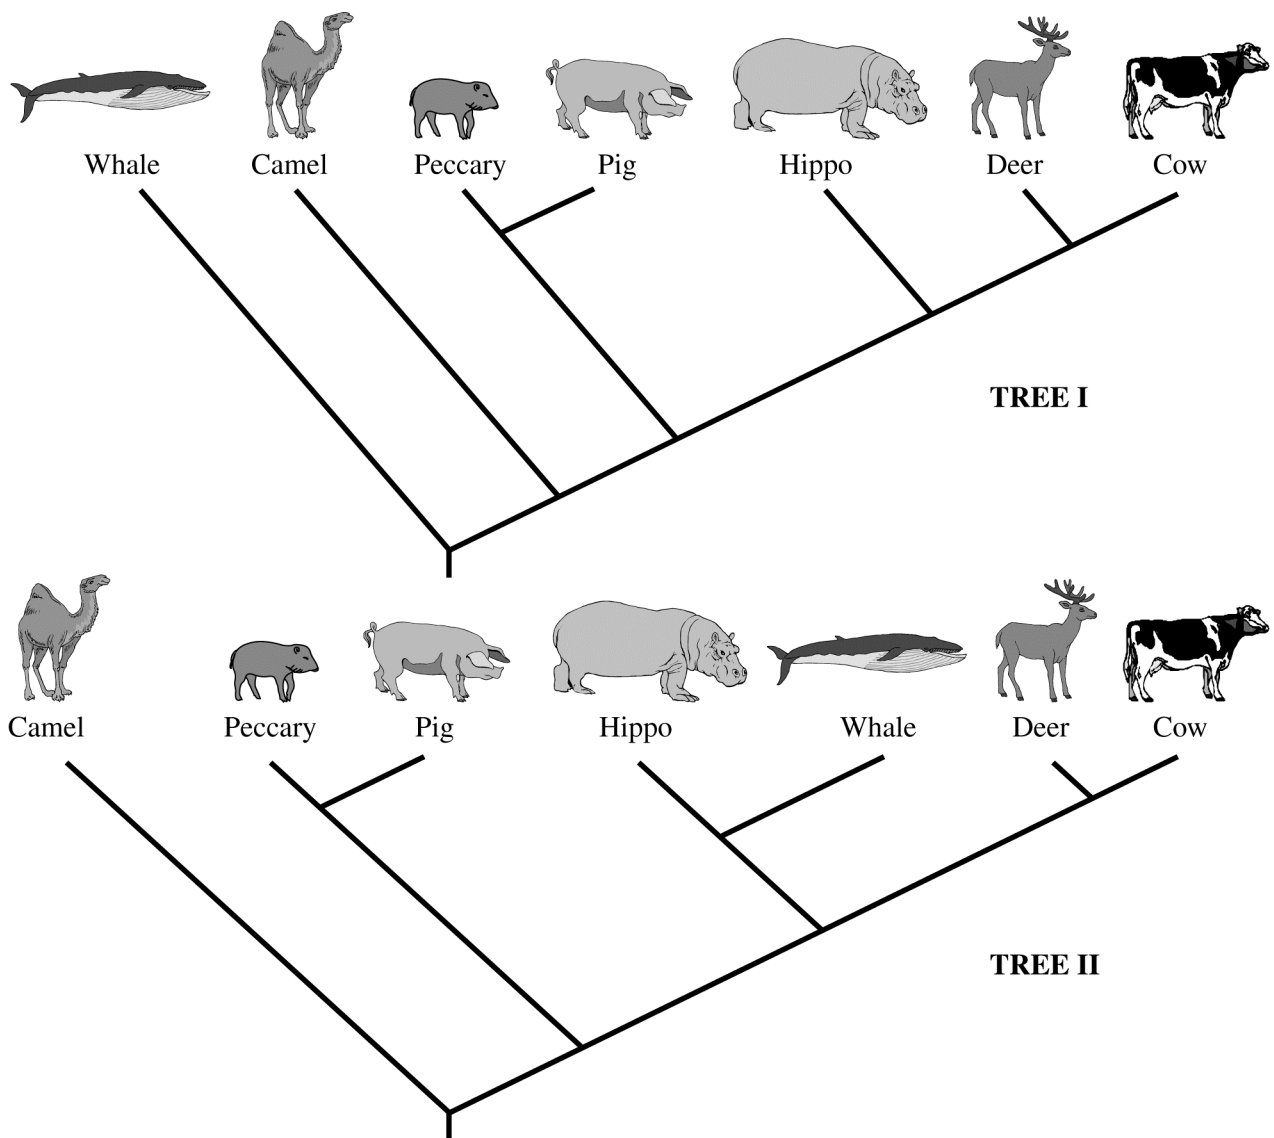 Whale Camel Peccary Pig Hippo Deer Cow
TREE I
Camel Peccary Pig Hippo Whale Deer Cow
TREE II